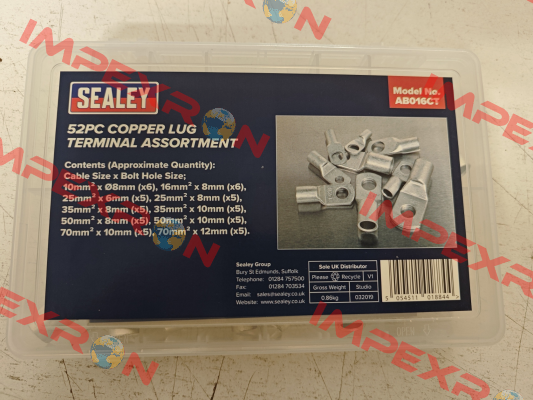 IMPEXRON
SEALEY
Model No.
AB016CT
52PC COPPER LUG
TERMINAL ASSORTMENT
Contents (Approximate Quantity):
Cable Size x Bolt Hole Size;
10mm² x Ø8mm (x6), 16mm² x 8mm (x6),
25mm² x 6mm (x5), 25mm² x 8mm (x5),
35mm² x 8mm (x5), 35mm² x 10mm (x5),
50mm² x 8mm (x5), 50mm² x 10mm (x5),
70mm² x 10mm (x5), 70mm² x 12mm (x5).
Sealey Group
Bury St Edmunds, Suffolk
Telephone: 01284 757500
Fax: 01284 703534
Email: sales@sealey.co.uk
Website: www.sealey.co.uk
Sole UK Distributor
Please Recycle V1
Gross Weight Studio
0.86kg 032019
5 054511 018844
IMPEXRON